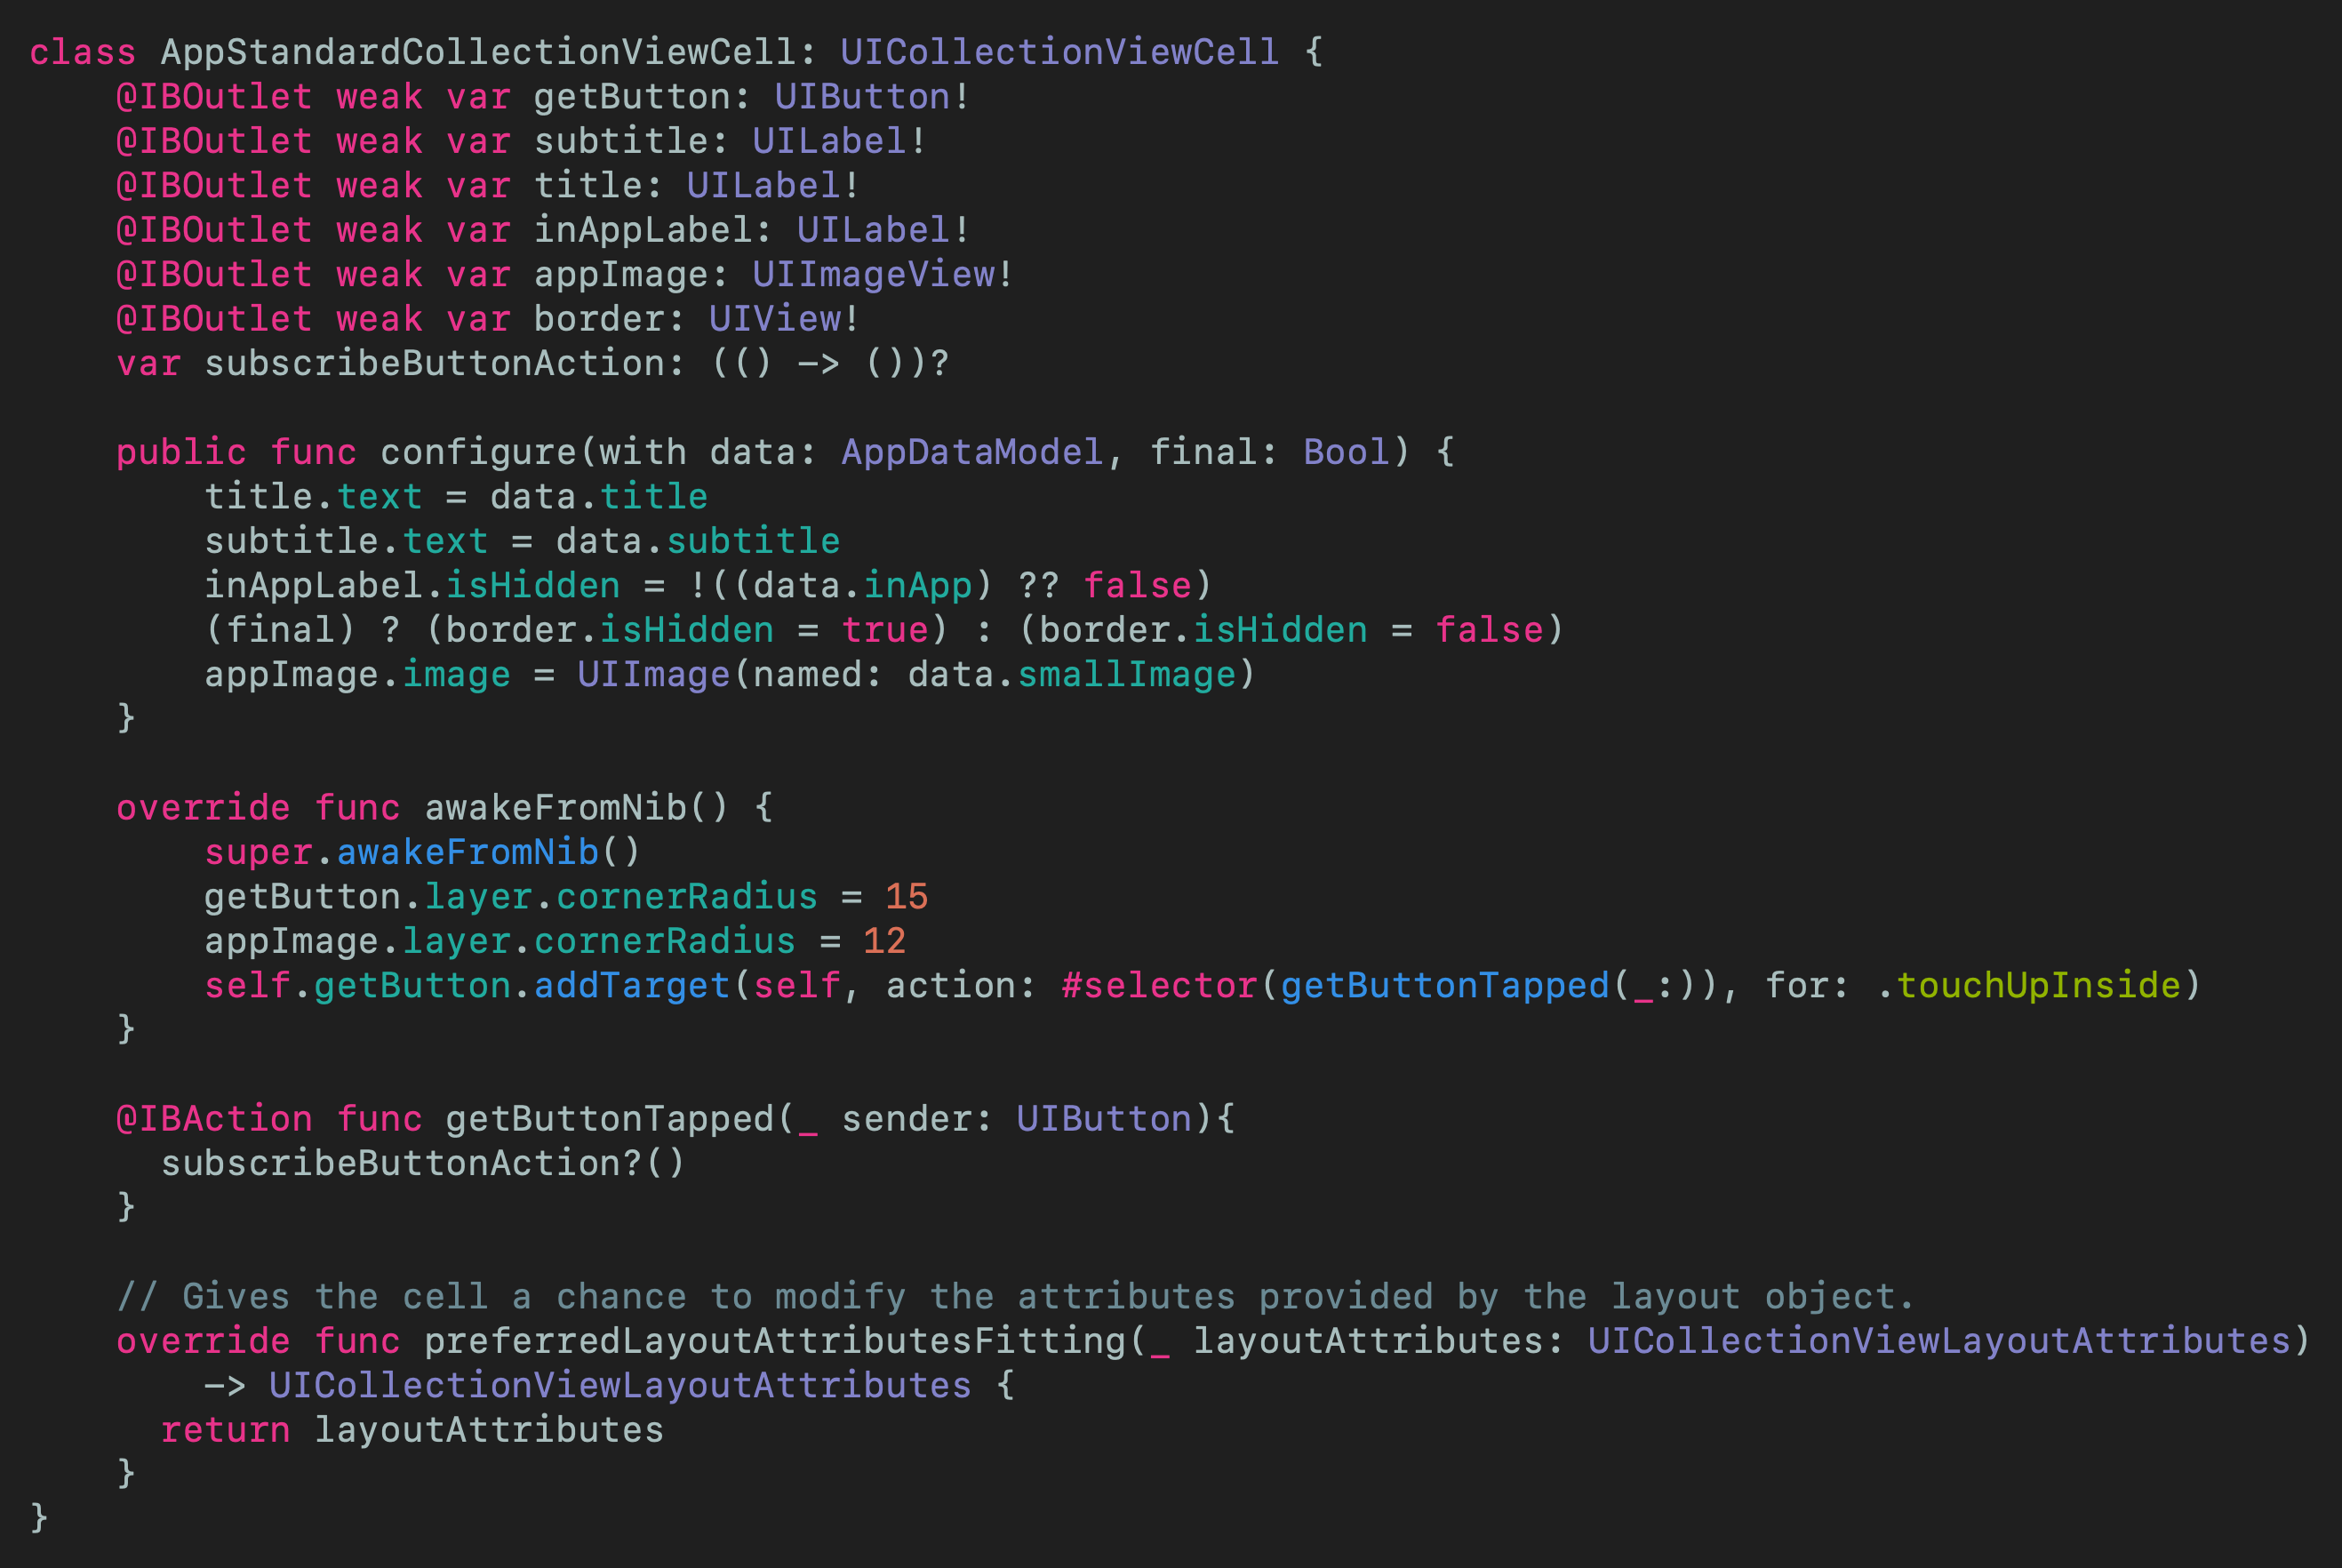 class AppStandardCollectionViewCell: UICollectionViewCell {
    @IBOutlet weak var getButton: UIButton!
    @IBOutlet weak var subtitle: UILabel!
    @IBOutlet weak var title: UILabel!
    @IBOutlet weak var inAppLabel: UILabel!
    @IBOutlet weak var appImage: UIImageView!
    @IBOutlet weak var border: UIView!
    var subscribeButtonAction: (() -> ())?

    public func configure(with data: AppDataModel, final: Bool) {
        title.text = data.title
        subtitle.text = data.subtitle
        inAppLabel.isHidden = !((data.inApp) ?? false)
        (final) ? (border.isHidden = true) : (border.isHidden = false)
        appImage.image = UIImage(named: data.smallImage)
    }

    override func awakeFromNib() {
        super.awakeFromNib()
        getButton.layer.cornerRadius = 15
        appImage.layer.cornerRadius = 12
        self.getButton.addTarget(self, action: #selector(getButtonTapped(_:)), for: .touchUpInside)
    }

    @IBAction func getButtonTapped(_ sender: UIButton){
      subscribeButtonAction?()
    }

    // Gives the cell a chance to modify the attributes provided by the layout object.
    override func preferredLayoutAttributesFitting(_ layoutAttributes: UICollectionViewLayoutAttributes)
        -> UICollectionViewLayoutAttributes {
      return layoutAttributes
    }
}